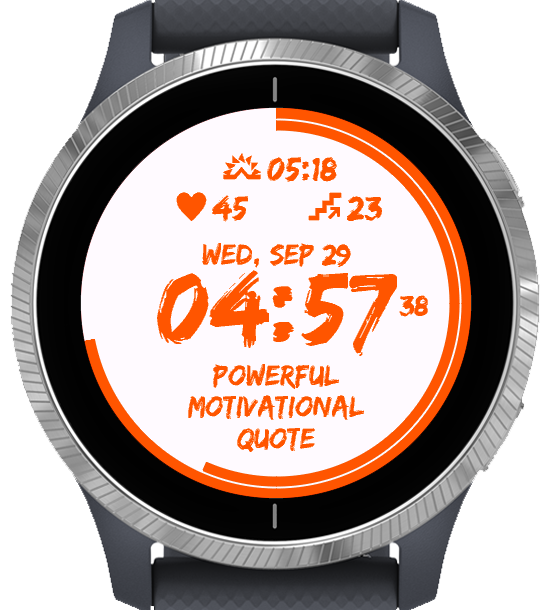 05:18
45 23
WED, SEP 29
04:57 38
POWERFUL
MOTIVATIONAL
QUOTE